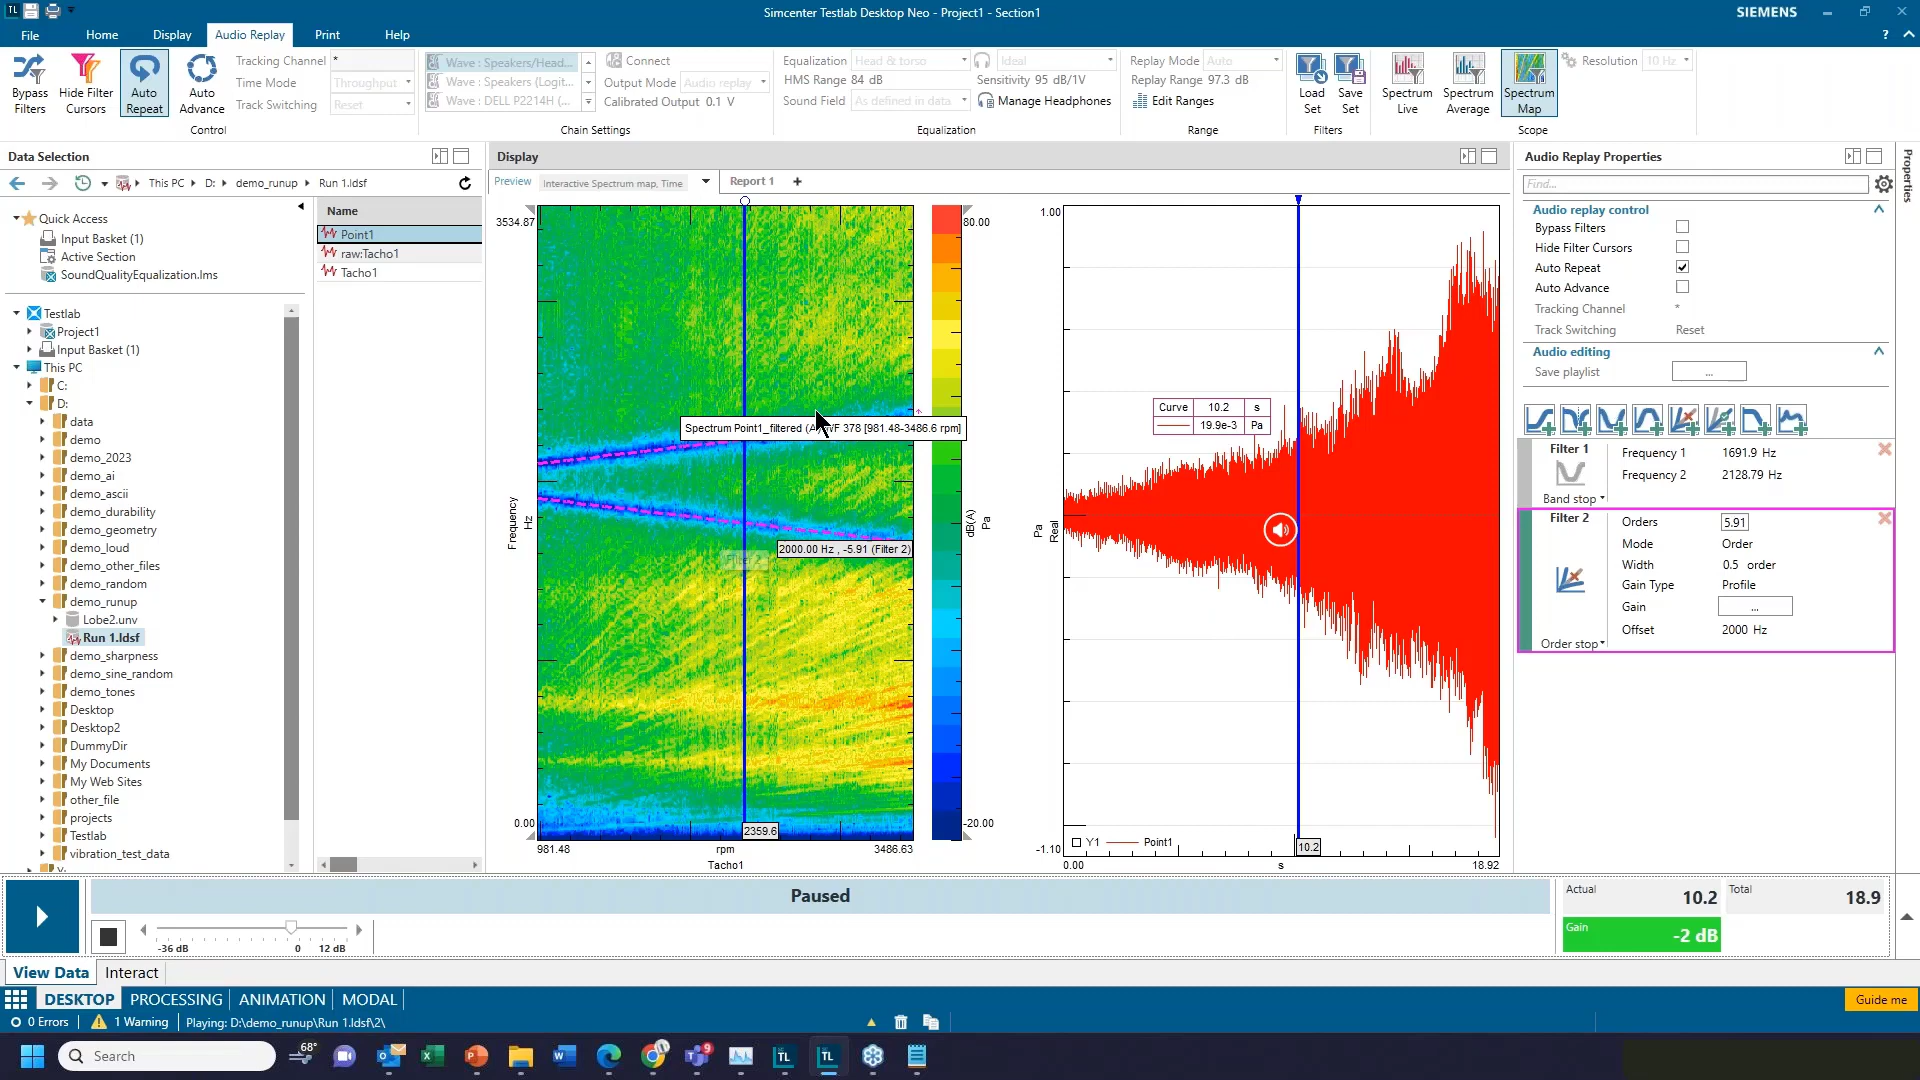 TL
Simcenter Testlab Desktop Neo - Project1 - Section1
SIEMENS
File Home Display Audio Replay Print Help
?
Bypass Filters
Hide Filter Cursors
Auto Repeat
Auto Advance
Tracking Channel *
Time Mode Throughput
Track Switching Reset
Control
Wave : Speakers/Head...
Wave : Speakers (Logit...
Wave : DELL P2214H (...
Connect
Output Mode Audio replay
Calibrated Output 0.1 V
Chain Settings
Equalization Head & torso
HMS Range 84 dB
Sound Field As defined in data
Ideal
Sensitivity 95 dB/1V
Manage Headphones
Equalization
Replay Mode Auto
Replay Range 97.3 dB
Edit Ranges
Range
Load Set
Save Set
Filters
Spectrum Live
Spectrum Average
Spectrum Map
Resolution 10 Hz
Scope
Data Selection
This PC D: demo_runup Run 1.ldsf
Quick Access
Input Basket (1)
Active Section
SoundQualityEqualization.lms
Testlab
Project1
Input Basket (1)
This PC
C:
D:
data
demo
demo_2023
demo_ai
demo_ascii
demo_durability
demo_geometry
demo_loud
demo_other_files
demo_random
demo_runup
Lobe2.unv
Run 1.ldsf
demo_sharpness
demo_sine_random
demo_tones
Desktop
Desktop2
DummyDir
My Documents
My Web Sites
other_file
projects
Testlab
vibration_test_data
Name
Point1
raw:Tacho1
Tacho1
Display
Preview Interactive Spectrum map, Time Report 1 +
3534.87
Frequency
Hz
0.00
981.48 rpm 3486.63
Tacho1
2359.6
Filter 2
2000.00 Hz , -5.91 (Filter 2)
80.00
dB(A)
Pa
-20.00
1.00
Pa
Real
-1.10
Curve 10.2 s
19.9e-3 Pa
Y1 Point1
10.2
0.00 s 18.92
Audio Replay Properties
Find...
Audio replay control
Bypass Filters
Hide Filter Cursors
Auto Repeat
Auto Advance
Tracking Channel *
Track Switching Reset
Audio editing
Save playlist ...
Filter 1
Band stop
Frequency 1 1691.9 Hz
Frequency 2 2128.79 Hz
Filter 2
Order stop
Orders 5.91
Mode Order
Width 0.5 order
Gain Type Profile
Gain ...
Offset 2000 Hz
Properties
Paused
-36 dB 0 12 dB
Actual 10.2
Total 18.9
Gain -2 dB
View Data Interact
DESKTOP PROCESSING ANIMATION MODAL
Guide me
0 Errors 1 Warning Playing: D:\demo_runup\Run 1.ldsf\2\
Search
68°
9
TL
TL